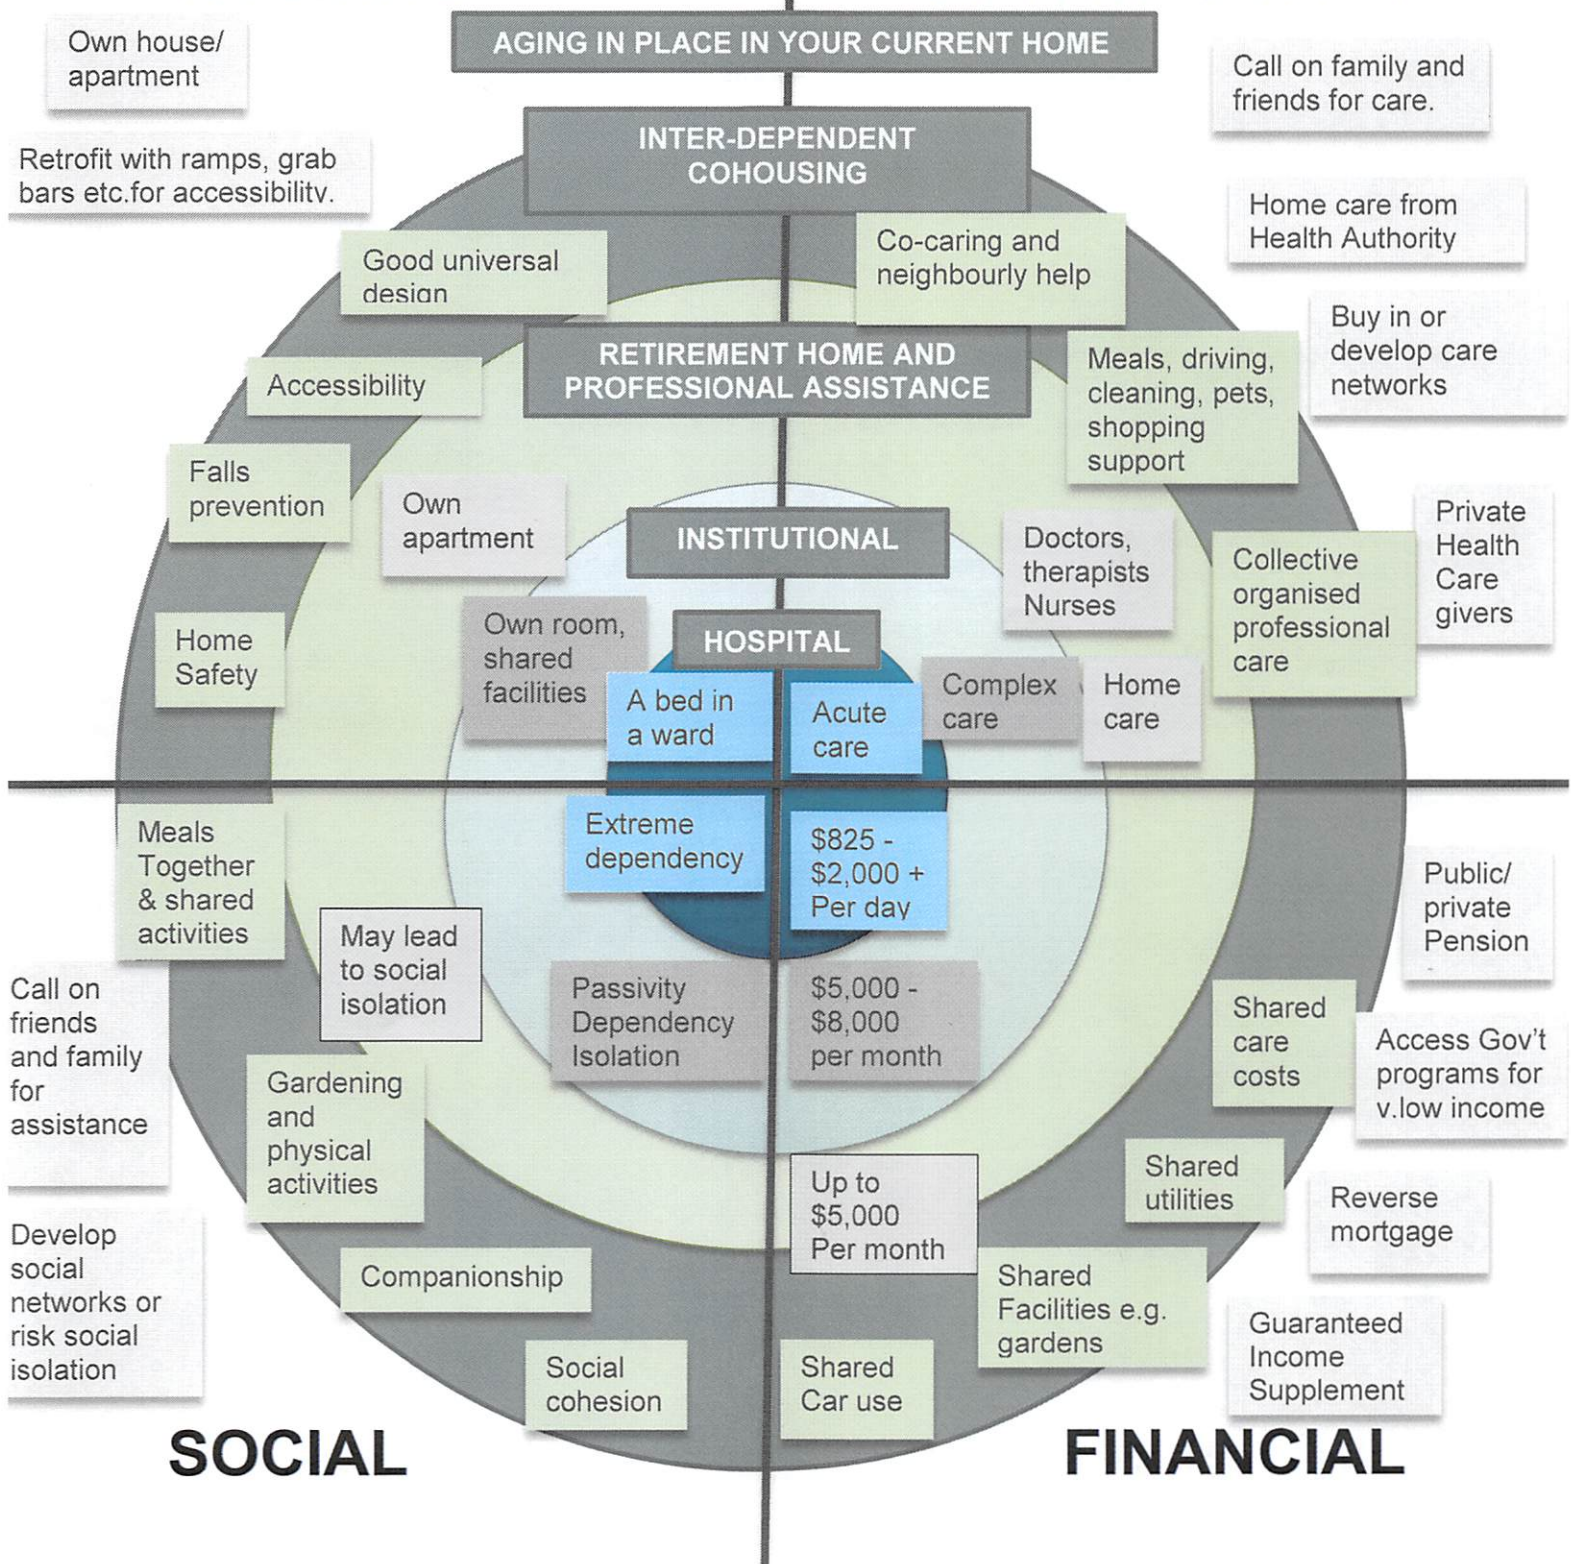 AGING IN PLACE IN YOUR CURRENT HOME
Own house/
apartment
Call on family and
friends for care.
INTER-DEPENDENT
COHOUSING
Retrofit with ramps, grab
bars etc.for accessibility.
Home care from
Health Authority
Good universal
design
Co-caring and
neighbourly help
Buy in or
develop care
networks
RETIREMENT HOME AND
PROFESSIONAL ASSISTANCE
Meals, driving,
cleaning, pets,
shopping
support
Accessibility
Falls
prevention
Own
apartment
INSTITUTIONAL
Doctors,
therapists
Nurses
Collective
organised
professional
care
Private
Health
Care
givers
Home
Safety
Own room,
shared
facilities
HOSPITAL
A bed in
a ward
Acute
care
Complex
care
Home
care
Meals
Together
& shared
activities
Extreme
dependency
$825 -
$2,000 +
Per day
Public/
private
Pension
May lead
to social
isolation
Passivity
Dependency
Isolation
$5,000 -
$8,000
per month
Shared
care
costs
Call on
friends
and family
for
assistance
Access Gov't
programs for
v.low income
Gardening
and
physical
activities
Up to
$5,000
Per month
Shared
utilities
Reverse
mortgage
Develop
social
networks or
risk social
isolation
Companionship
Shared
Facilities e.g.
gardens
Guaranteed
Income
Supplement
Social
cohesion
Shared
Car use
SOCIAL
FINANCIAL